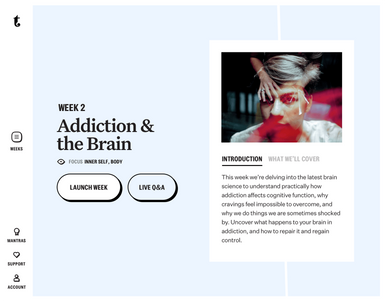 t
WEEKS
MANTRAS
SUPPORT
ACCOUNT
WEEK 2
Addiction &
the Brain
FOCUS INNER SELF, BODY
LAUNCH WEEK
LIVE Q&A
INTRODUCTION WHAT WE'LL COVER
This week we're delving into the latest brain
science to understand practically how
addiction affects cognitive function, why
cravings feel impossible to overcome, and
why we do things we are sometimes shocked
by. Uncover what happens to our brain in
addiction, and how to repair it and regain
control.